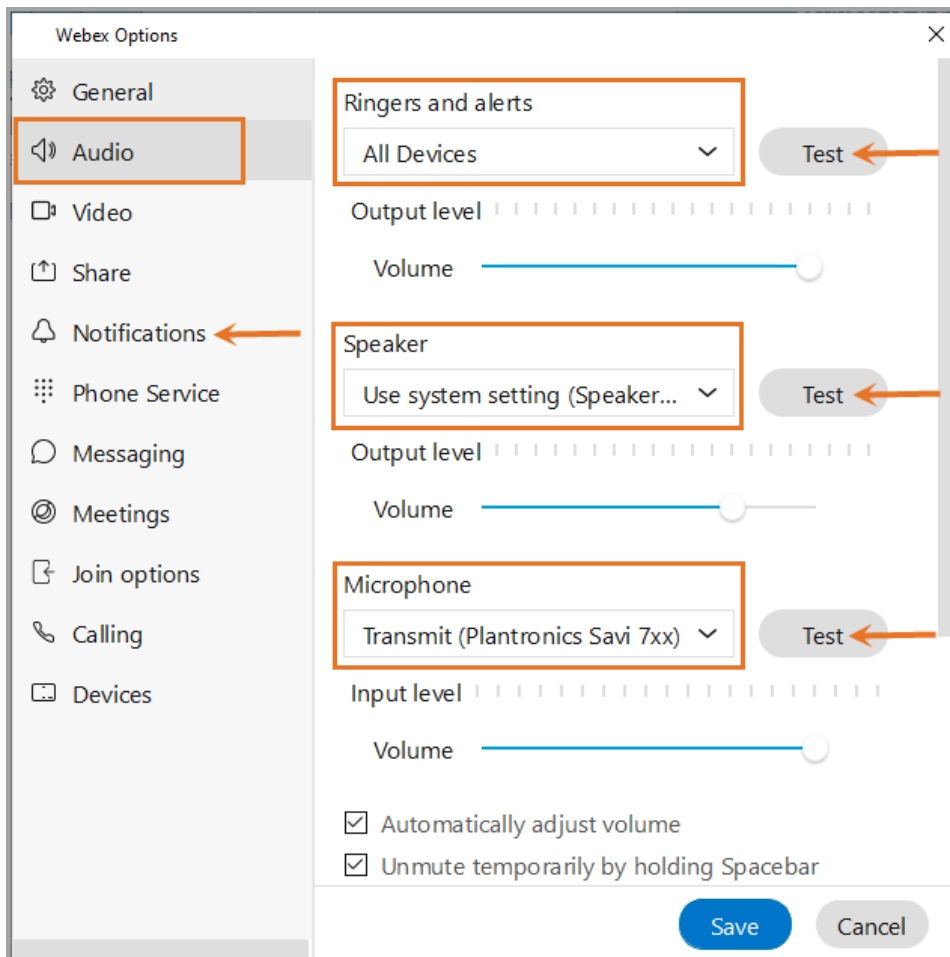 Webex Options
General
Audio
Video
Share
Notifications
Phone Service
Messaging
Meetings
Join options
Calling
Devices
Ringers and alerts
All Devices
Test
Output level
Volume
Speaker
Use system setting (Speaker...
Test
Output level
Volume
Microphone
Transmit (Plantronics Savi 7xx)
Test
Input level
Volume
Automatically adjust volume
Unmute temporarily by holding Spacebar
Save
Cancel